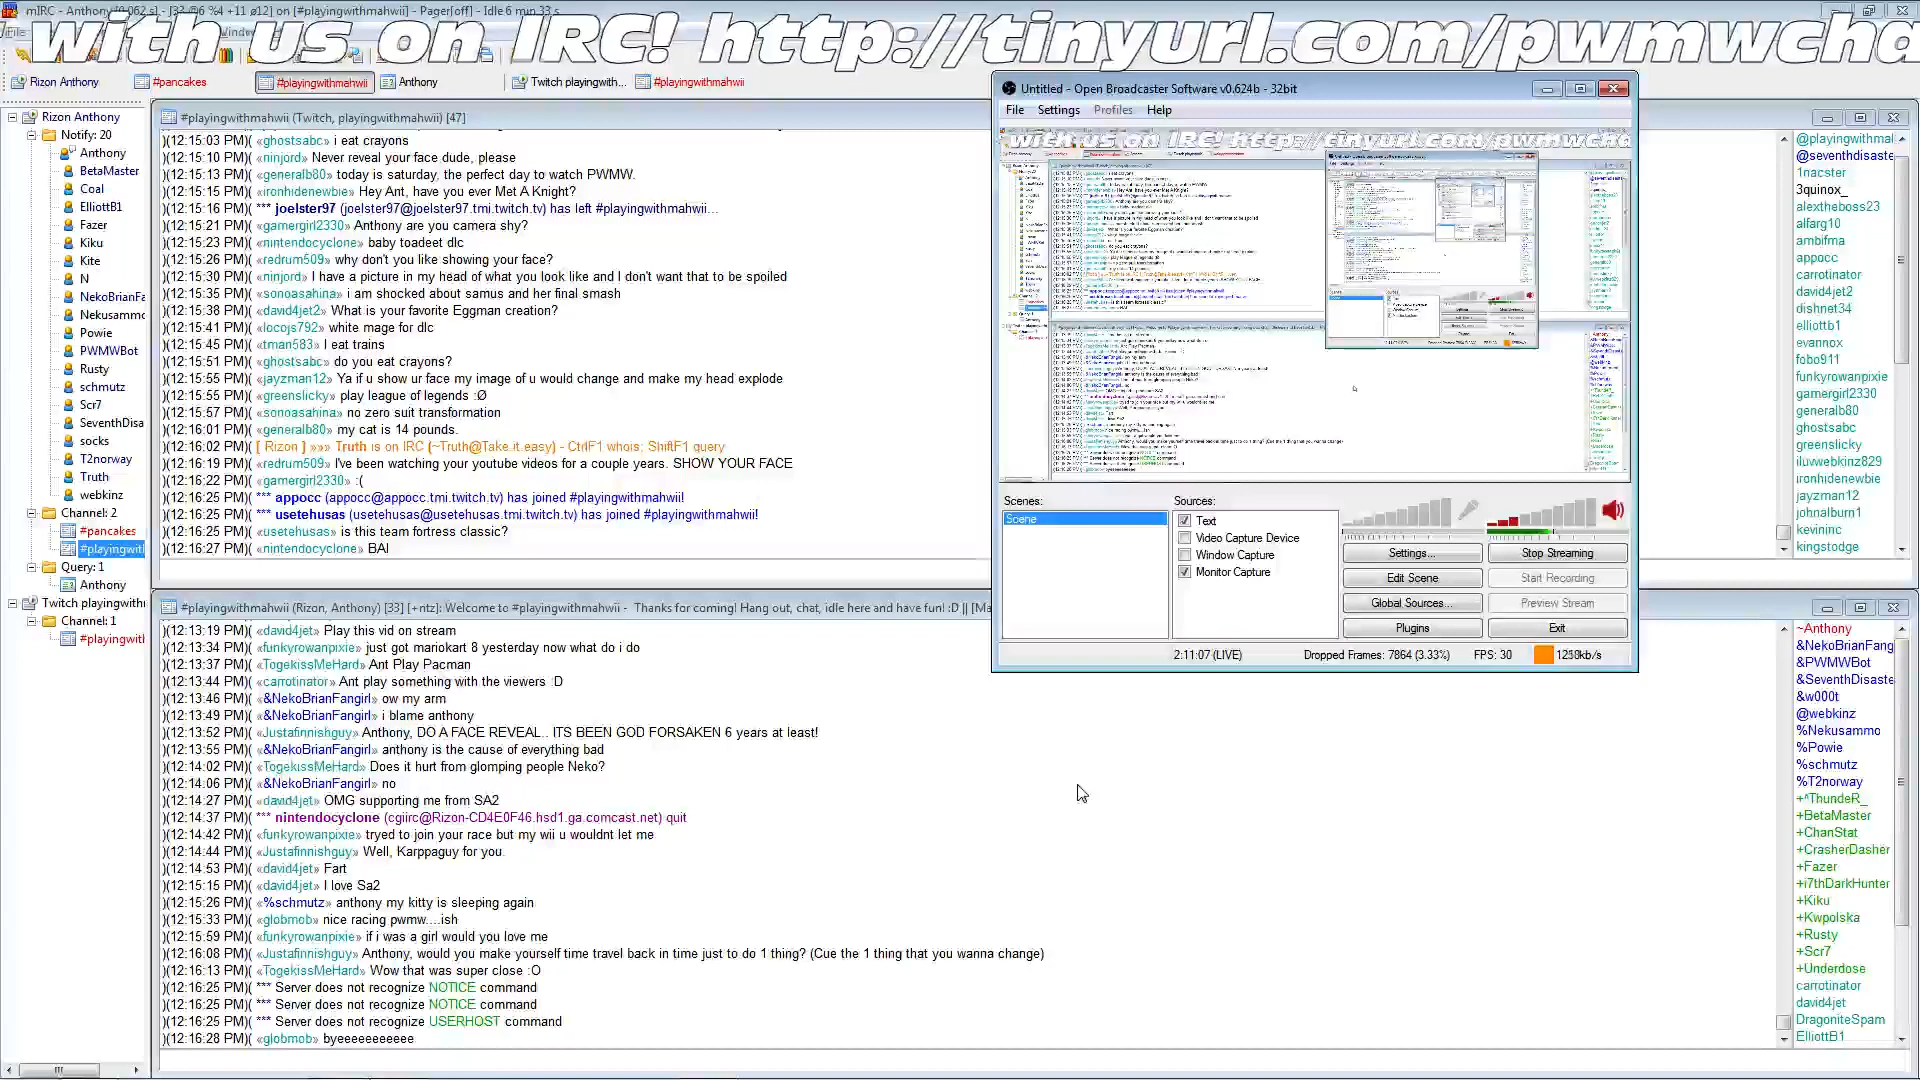 mIRC - Anthony
with us on IRC! http://tinyurl.com/pwmwcha
Rizon Anthony
#pancakes
#playingwithmahwii
Anthony
Twitch playingwith...
#playingwithmahwii
Rizon Anthony
Notify: 20
Anthony
BetaMaster
Coal
ElliottB1
Fazer
Kiku
Kite
N
NekoBrianFa
Nekusammo
Powie
PWMWBot
Rusty
schmutz
Scr7
SeventhDisa
socks
T2norway
Truth
webkinz
Channel: 2
#pancakes
#playingwit
Query: 1
Anthony
Twitch playingwith
Channel: 1
#playingwit
#playingwithmahwii (Twitch, playingwithmahwii) [47]
)(12:15:03 PM)( «ghostsabc» i eat crayons
)(12:15:10 PM)( «ninjord» Never reveal your face dude, please
)(12:15:13 PM)( «generalb80» today is saturday, the perfect day to watch PWMW.
)(12:15:15 PM)( «ironhidenewbie» Hey Ant, have you ever Met A Knight?
)(12:15:16 PM)( *** joelster97 (joelster97@joelster97.tmi.twitch.tv) has left #playingwithmahwii...
)(12:15:21 PM)( «gamergirl2330» Anthony are you camera shy?
)(12:15:23 PM)( «nintendocyclone» baby toadeet dlc
)(12:15:26 PM)( «redrum509» why don't you like showing your face?
)(12:15:30 PM)( «ninjord» I have a picture in my head of what you look like and I don't want that to be spoiled
)(12:15:36 PM)( «sonoasahina» i am shocked about samus and her final smash
)(12:15:38 PM)( «david4jet2» What is your favorite Eggman creation?
)(12:15:41 PM)( «locojs792» white mage for dlc
)(12:15:45 PM)( «tman583» I eat trains
)(12:15:51 PM)( «ghostsabc» do you eat crayons?
)(12:15:55 PM)( «jayzman12» Ya if u show ur face my image of u would change and make my head explode
)(12:15:55 PM)( «greenslicky» play league of legends :Ø
)(12:15:57 PM)( «sonoasahina» no zero suit transformation
)(12:16:01 PM)( «generalb80» my cat is 14 pounds.
)(12:16:02 PM)( [ Rizon ] »»» Truth is on IRC (~Truth@Take.it.easy) - CtrlF1 whois; ShiftF1 query
)(12:16:19 PM)( «redrum509» I've been watching your youtube videos for a couple years. SHOW YOUR FACE
)(12:16:22 PM)( «gamergirl2330» :(
)(12:16:25 PM)( *** appocc (appocc@appocc.tmi.twitch.tv) has joined #playingwithmahwii!
)(12:16:25 PM)( *** usetehusas (usetehusas@usetehusas.tmi.twitch.tv) has joined #playingwithmahwii!
)(12:16:25 PM)( «usetehusas» is this team fortress classic?
)(12:16:27 PM)( «nintendocyclone» BAI
@playingwithmal
@seventhdisaste
1nacster
3quinox_
alextheboss23
alfarg10
ambifma
appocc
carrotinator
david4jet2
dishnet34
elliottb1
evannox
fobo911
funkyrowanpixie
gamergirl2330
generalb80
ghostsabc
greenslicky
iluvwebkinz829
ironhidenewbie
jayzman12
johnalburn1
kevininc
kingstodge
Untitled - Open Broadcaster Software v0.624b - 32bit
File Settings Profiles Help
with us on IRC! http://tinyurl.com/pwmwcha
Scenes:
Scene
Sources:
Text
Video Capture Device
Window Capture
Monitor Capture
Settings...
Stop Streaming
Edit Scene
Start Recording
Global Sources...
Preview Stream
Plugins
Exit
2:11:07 (LIVE)
Dropped Frames: 7864 (3.33%)
FPS: 30
#playingwithmahwii (Rizon, Anthony) [33] [+ntz]: Welcome to #playingwithmahwii - Thanks for coming! Hang out, chat, idle here and have fun! :D || [Ma
)(12:13:19 PM)( «david4jet» Play this vid on stream
)(12:13:34 PM)( «funkyrowanpixie» just got mariokart 8 yesterday now what do i do
)(12:13:37 PM)( «TogekissMeHard» Ant Play Pacman
)(12:13:44 PM)( «carrotinator» Ant play something with the viewers :D
)(12:13:46 PM)( «&NekoBrianFangirl» ow my arm
)(12:13:49 PM)( «&NekoBrianFangirl» i blame anthony
)(12:13:52 PM)( «Justafinnishguy» Anthony, DO A FACE REVEAL.. ITS BEEN GOD FORSAKEN 6 years at least!
)(12:13:55 PM)( «&NekoBrianFangirl» anthony is the cause of everything bad
)(12:14:02 PM)( «TogekissMeHard» Does it hurt from glomping people Neko?
)(12:14:06 PM)( «&NekoBrianFangirl» no
)(12:14:27 PM)( «david4jet» OMG supporting me from SA2
)(12:14:37 PM)( *** nintendocyclone (cgiirc@Rizon-CD4E0F46.hsd1.ga.comcast.net) quit
)(12:14:42 PM)( «funkyrowanpixie» tryed to join your race but my wii u wouldnt let me
)(12:14:44 PM)( «Justafinnishguy» Well, Karppaguy for you.
)(12:14:53 PM)( «david4jet» Fart
)(12:15:15 PM)( «david4jet» I love Sa2
)(12:15:26 PM)( «%schmutz» anthony my kitty is sleeping again
)(12:15:33 PM)( «globmob» nice racing pwmw....ish
)(12:15:59 PM)( «funkyrowanpixie» if i was a girl would you love me
)(12:16:08 PM)( «Justafinnishguy» Anthony, would you make yourself time travel back in time just to do 1 thing? (Cue the 1 thing that you wanna change)
)(12:16:13 PM)( «TogekissMeHard» Wow that was super close :O
)(12:16:25 PM)( *** Server does not recognize NOTICE command
)(12:16:25 PM)( *** Server does not recognize NOTICE command
)(12:16:25 PM)( *** Server does not recognize USERHOST command
)(12:16:28 PM)( «globmob» byeeeeeeeeeee
~Anthony
&NekoBrianFang
&PWMWBot
&SeventhDisaste
&w000t
@webkinz
%Nekusammo
%Powie
%schmutz
%T2norway
+^ThundeR_
+BetaMaster
+ChanStat
+CrasherDasher
+Fazer
+i7thDarkHunter
+Kiku
+Kwpolska
+Rusty
+Scr7
+Underdose
carrotinator
david4jet
DragoniteSpam
ElliottB1